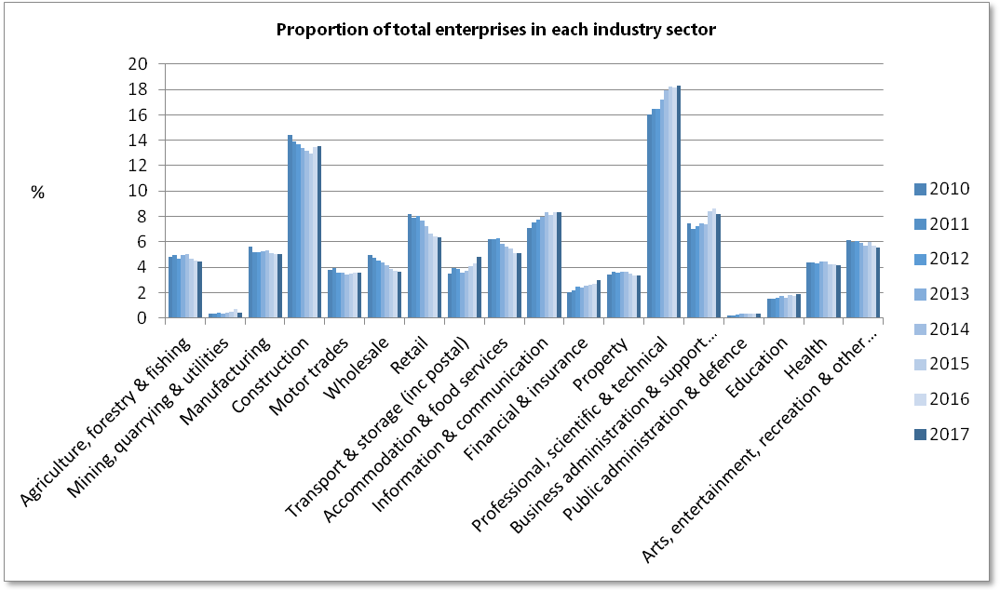 Proportion of total enterprises in each industry sector
20
18
16
14
12
10
8
6
4
2
0
%
Agriculture, forestry & fishing
Mining, quarrying & utilities
Manufacturing
Construction
Motor trades
Wholesale
Retail
Transport & storage (inc postal)
Accommodation & food services
Information & communication
Financial & insurance
Property
Professional, scientific & technical
Business administration & support...
Public administration & defence
Education
Health
Arts, entertainment, recreation & other...
2010
2011
2012
2013
2014
2015
2016
2017